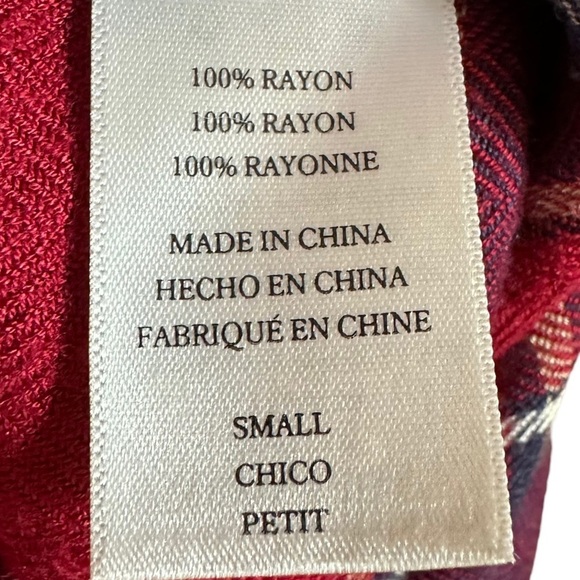 100% RAYON
100% RAYON
100% RAYONNE
MADE IN CHINA
HECHO EN CHINA
FABRIQUÉ EN CHINE
SMALL
CHICO
PETIT